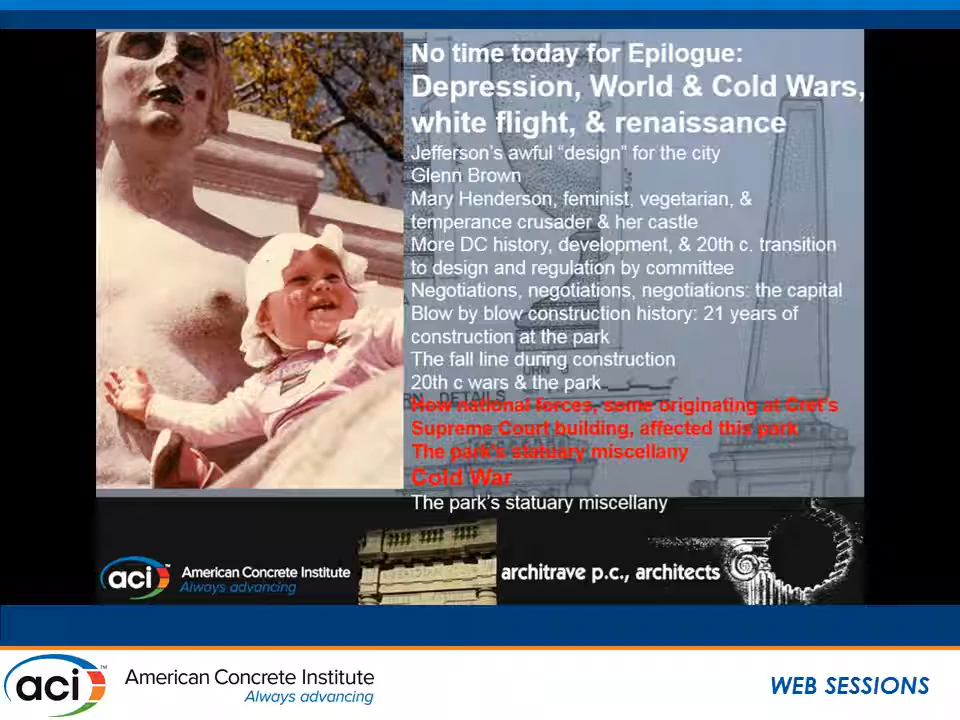 No time today for Epilogue:
Depression, World & Cold Wars,
white flight, & renaissance
Jefferson's awful “design” for the city
Glenn Brown
Mary Henderson, feminist, vegetarian, &
temperance crusader & her castle
More DC history, development, & 20th c. transition
to design and regulation by committee
Negotiations, negotiations, negotiations: the capital
Blow by blow construction history: 21 years of
construction at the park
The fall line during construction
URN
20th c wars & the park
DETAILS
How national forces, some originating at Cret's
Supreme Court building, affected this park
The park's statuary miscellany
Cold War
The park's statuary miscellany
aci™ American Concrete Institute
Always advancing
architrave p.c., architects
aci™ American Concrete Institute
Always advancing
WEB SESSIONS